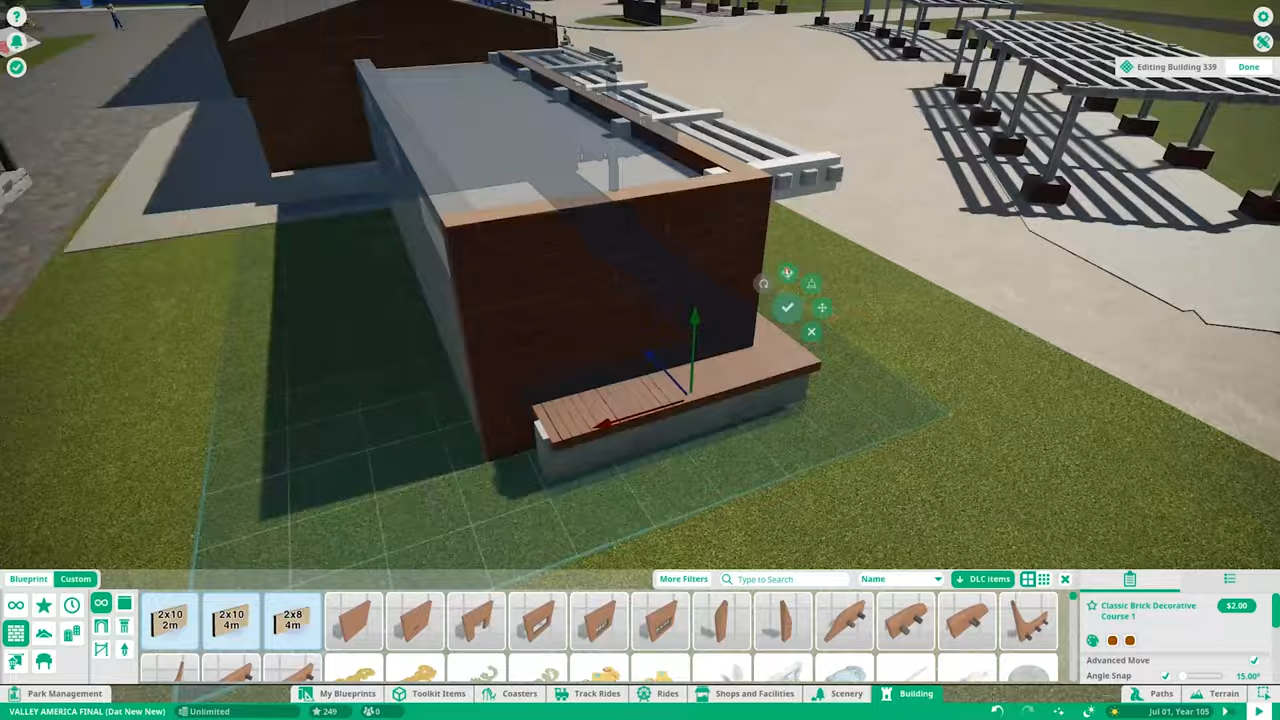 Editing Building 339 Done
Blueprint Custom More Filters Type to Search Name DLC items
2x10 2m 2x10 4m 2x8 4m
Classic Brick Decorative Course 1 $2.00
Advanced Move
Angle Snap 15.00°
Park Management My Blueprints Toolkit Items Coasters Track Rides Rides Shops and Facilities Scenery Building Paths Terrain
VALLEY AMERICA FINAL (Dat New New) Unlimited 249 0 Jul 01, Year 105